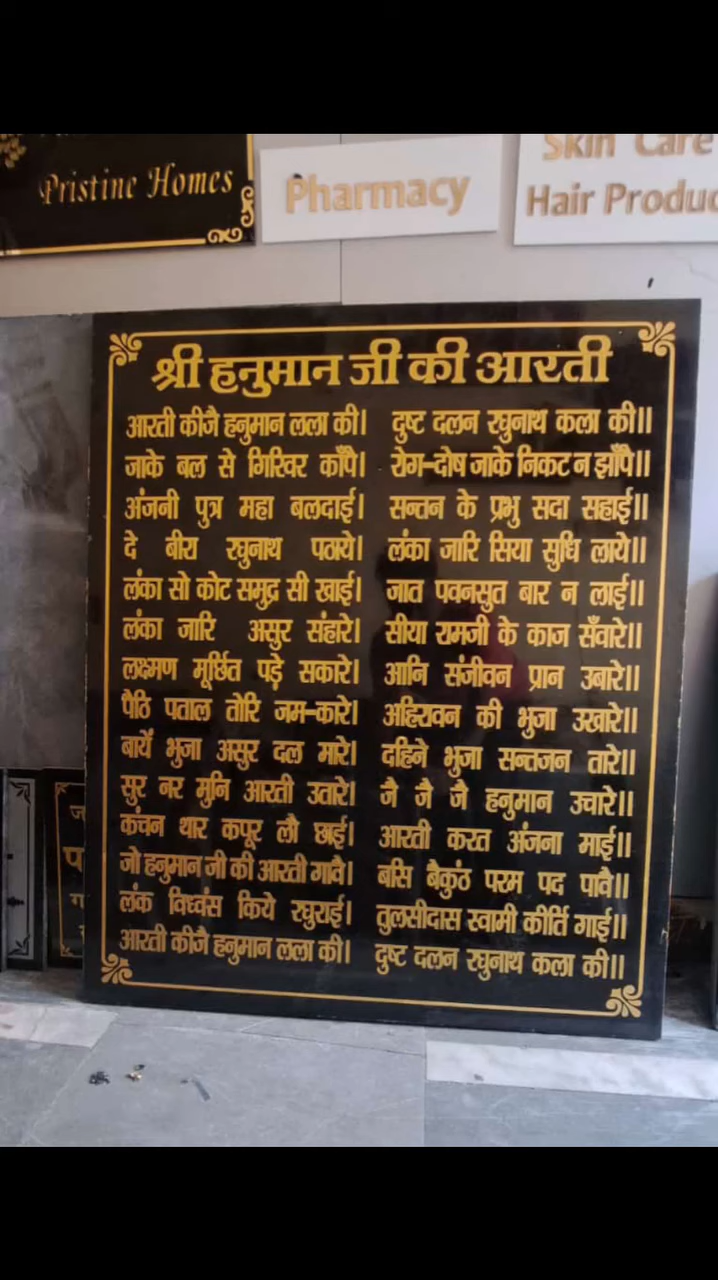 Pristine Homes
Pharmacy
Skin Care
Hair Produc
श्री हनुमान जी की आरती
आरती कीजै हनुमान लला की। दुष्ट दलन रघुनाथ कला की॥
जाके बल से गिरिवर काँपे। रोग-दोष जाके निकट न झाँपै॥
अंजनी पुत्र महा बलदाई। सन्तन के प्रभु सदा सहाई॥
दे बीरा रघुनाथ पठाये। लंका जारि सिया सुधि लाये॥
लंका सो कोट समुद्र सी खाई। जात पवनसुत बार न लाई॥
लंका जारि असुर संहारे। सीया रामजी के काज सँवारे॥
लक्ष्मण मूर्छित पड़े सकारे। आनि संजीवन प्रान उबारे॥
पैठि पताल तोरि जम-कारे। अहिरावन की भुजा उखारे॥
बायें भुजा असुर दल मारे। दहिने भुजा सन्तजन तारे॥
सुर नर मुनि आरती उतारे। जै जै जै हनुमान उचारे॥
कंचन थार कपूर लौ छाई। आरती करत अंजना माई॥
जो हनुमान जी की आरती गावै। बसि बैकुंठ परम पद पावै॥
लंक विध्वंस किये रघुराई। तुलसीदास स्वामी कीर्ति गाई॥
आरती कीजै हनुमान लला की। दुष्ट दलन रघुनाथ कला की॥